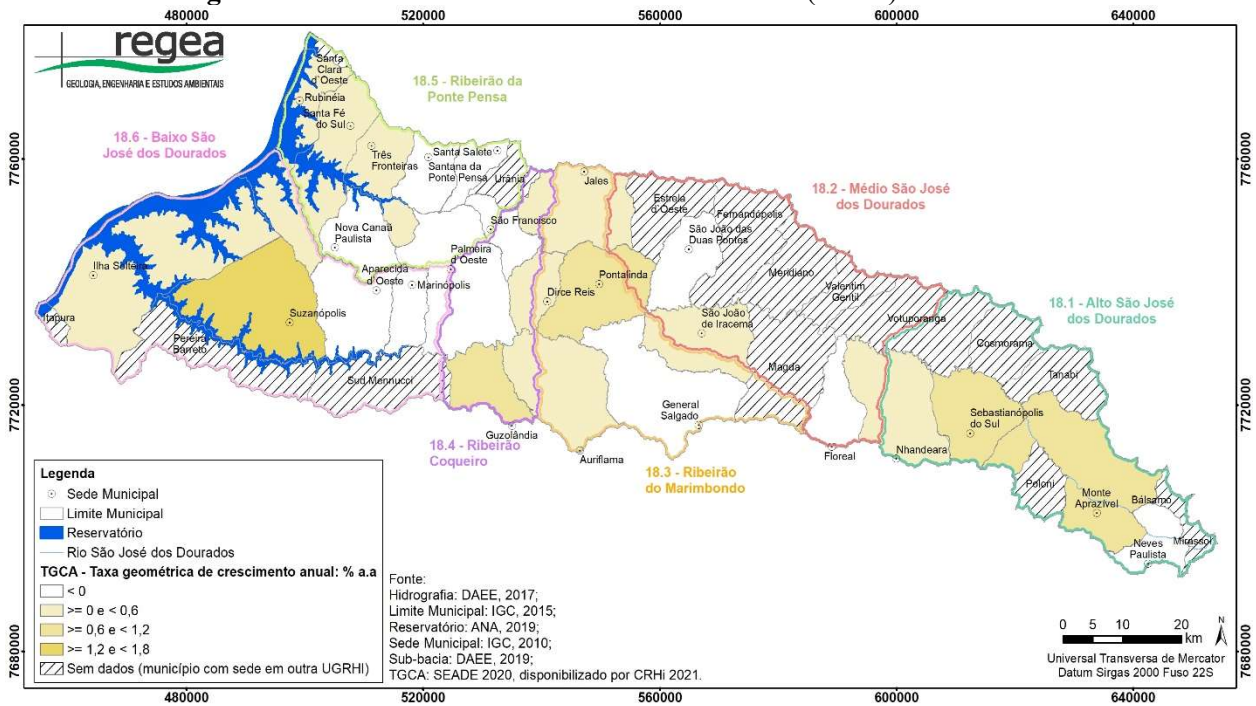 480000 520000 560000 600000 640000
regea
GEOLOGIA, ENGENHARIA E ESTUDOS AMBIENTAIS
18.5 - Ribeirão da
Ponte Pensa
18.6 - Baixo São
José dos Dourados
18.2 - Médio São José
dos Dourados
18.1 - Alto São José
dos Dourados
18.4 - Ribeirão
Coqueiro
18.3 - Ribeirão
do Marimbondo
7760000
7720000
7680000
Santa
Clara
d'Oeste
Rubinéia
Santa Fé
do Sul
Três
Fronteiras
Santa Salete
Santana da
Ponte Pensa
Urânia
Jales
Estrela
d'Oeste
Fernandópolis
São Francisco
São João das
Duas Pontes
Nova Canaã
Paulista
Palmeira
d'Oeste
Aparecida
d'Oeste
Marinópolis
Ilha Solteira
Suzanópolis
Itapura
Pereira
Barreto
Sud Mennucci
Dirce Reis
Pontalinda
Meridiano
Valentim
Gentil
São João
de Iracema
Votuporanga
Cosmorama
Tanabi
Magda
General
Salgado
Guzolândia
Auriflama
Floreal
Nhandeara
Sebastianópolis
do Sul
Poloni
Monte
Aprazível
Bálsamo
Neves
Paulista
Mirassol
Legenda
Sede Municipal
Limite Municipal
Reservatório
Rio São José dos Dourados
TGCA - Taxa geométrica de crescimento anual: % a.a
< 0
>= 0 e < 0,6
>= 0,6 e < 1,2
>= 1,2 e < 1,8
Sem dados (município com sede em outra UGRHI)
Fonte:
Hidrografia: DAEE, 2017;
Limite Municipal: IGC, 2015;
Reservatório: ANA, 2019;
Sede Municipal: IGC, 2010;
Sub-bacia: DAEE, 2019;
TGCA: SEADE 2020, disponibilizado por CRHi 2021.
N
0 5 10 20
km
Universal Transversa de Mercator
Datum Sirgas 2000 Fuso 22S
7760000
7720000
7680000
480000 520000 560000 600000 640000